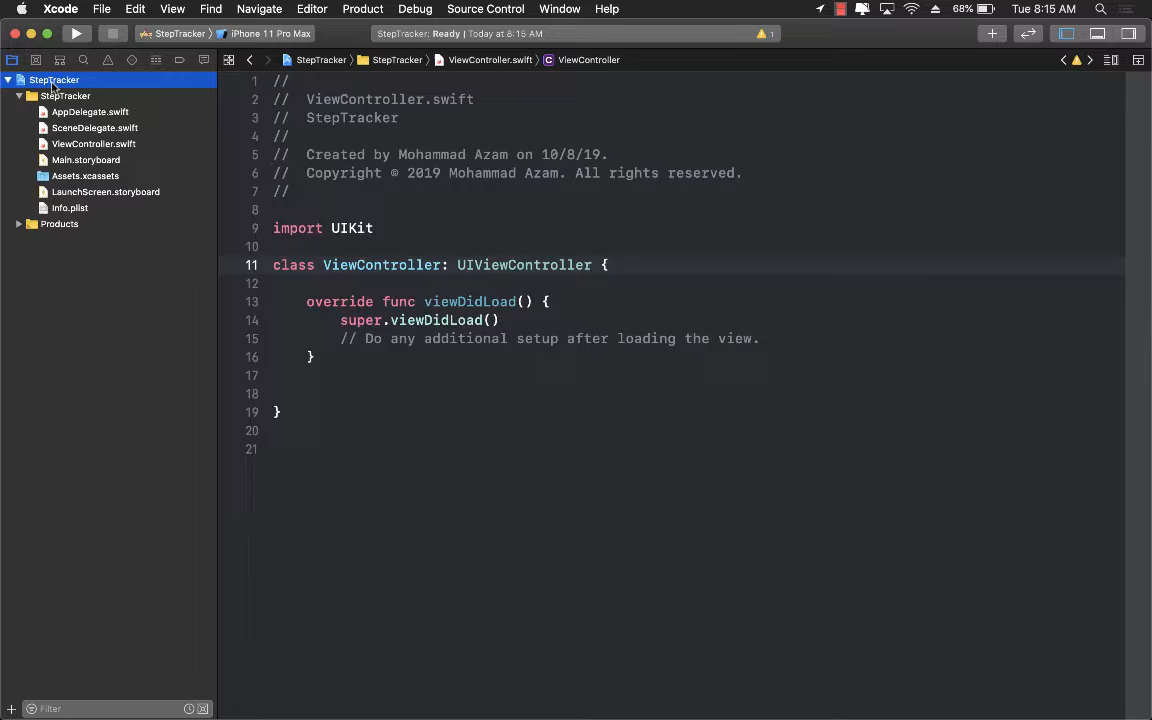 Xcode File Edit View Find Navigate Editor Product Debug Source Control Window Help 68% Tue 8:15 AM
StepTracker iPhone 11 Pro Max StepTracker: Ready | Today at 8:15 AM 1
StepTracker StepTracker ViewController.swift C ViewController
StepTracker
StepTracker
AppDelegate.swift
SceneDelegate.swift
ViewController.swift
Main.storyboard
Assets.xcassets
LaunchScreen.storyboard
Info.plist
Products
Filter
1 //
2 // ViewController.swift
3 // StepTracker
4 //
5 // Created by Mohammad Azam on 10/8/19.
6 // Copyright © 2019 Mohammad Azam. All rights reserved.
7 //
8
9 import UIKit
10
11 class ViewController: UIViewController {
12
13 override func viewDidLoad() {
14 super.viewDidLoad()
15 // Do any additional setup after loading the view.
16 }
17
18
19 }
20
21